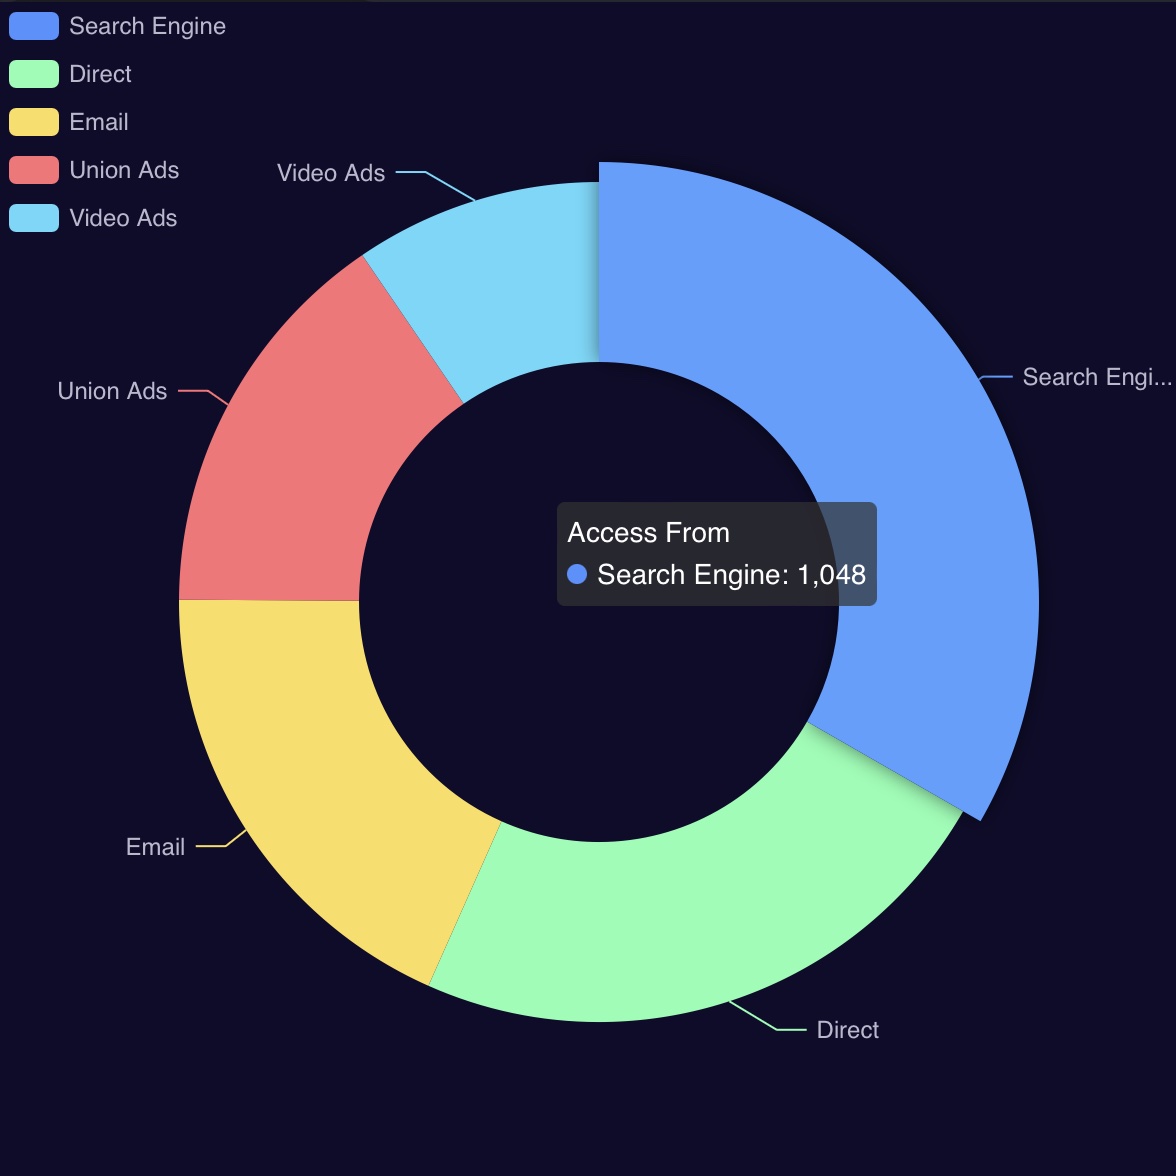 Search Engine
Direct
Email
Union Ads
Video Ads
Video Ads
Search Engi...
Union Ads
Access From
Search Engine: 1,048
Email
Direct